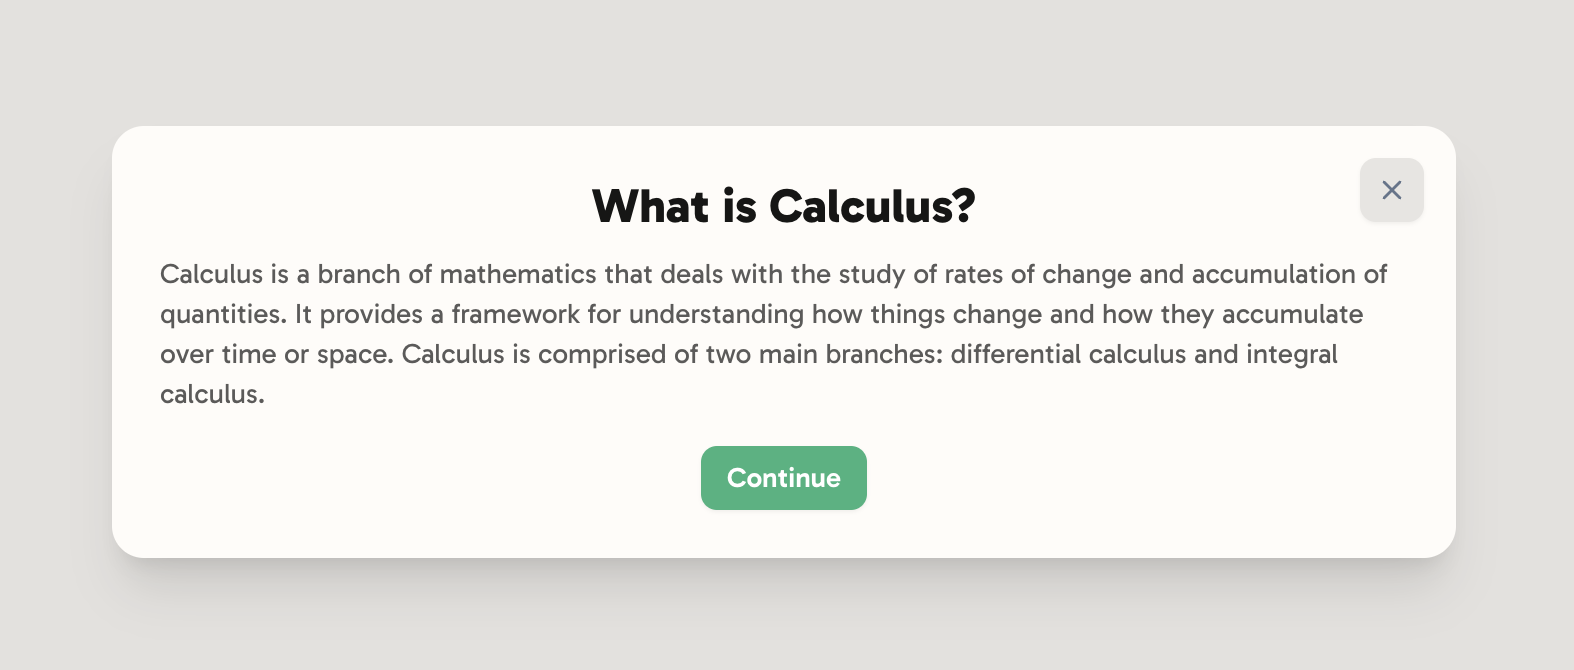 What is Calculus?
Calculus is a branch of mathematics that deals with the study of rates of change and accumulation of
quantities. It provides a framework for understanding how things change and how they accumulate
over time or space. Calculus is comprised of two main branches: differential calculus and integral
calculus.
Continue